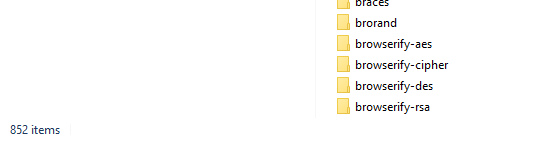 braces
brorand
browserify-aes
browserify-cipher
browserify-des
browserify-rsa
852 items